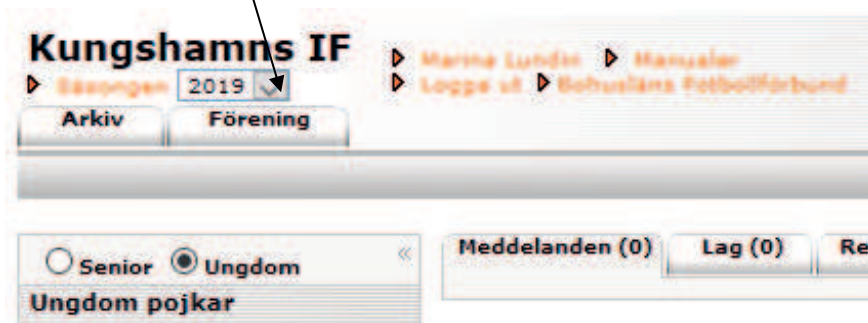 Kungshamns IF
Marina Lundin Manualer
Säsongen 2019
Logga ut Bohusläns Fotbollförbund
Arkiv Förening
Senior Ungdom «
Meddelanden (0) Lag (0) Re
Ungdom pojkar